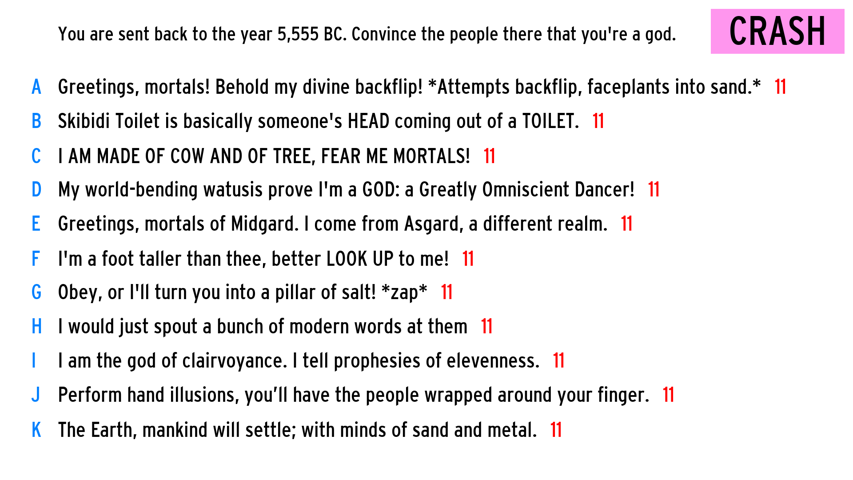 You are sent back to the year 5,555 BC. Convince the people there that you're a god.
CRASH
A Greetings, mortals! Behold my divine backflip! *Attempts backflip, faceplants into sand.* 11
B Skibidi Toilet is basically someone's HEAD coming out of a TOILET. 11
C I AM MADE OF COW AND OF TREE, FEAR ME MORTALS! 11
D My world-bending watusis prove I'm a GOD: a Greatly Omniscient Dancer! 11
E Greetings, mortals of Midgard. I come from Asgard, a different realm. 11
F I'm a foot taller than thee, better LOOK UP to me! 11
G Obey, or I'll turn you into a pillar of salt! *zap* 11
H I would just spout a bunch of modern words at them 11
I I am the god of clairvoyance. I tell prophesies of elevenness. 11
J Perform hand illusions, you’ll have the people wrapped around your finger. 11
K The Earth, mankind will settle; with minds of sand and metal. 11